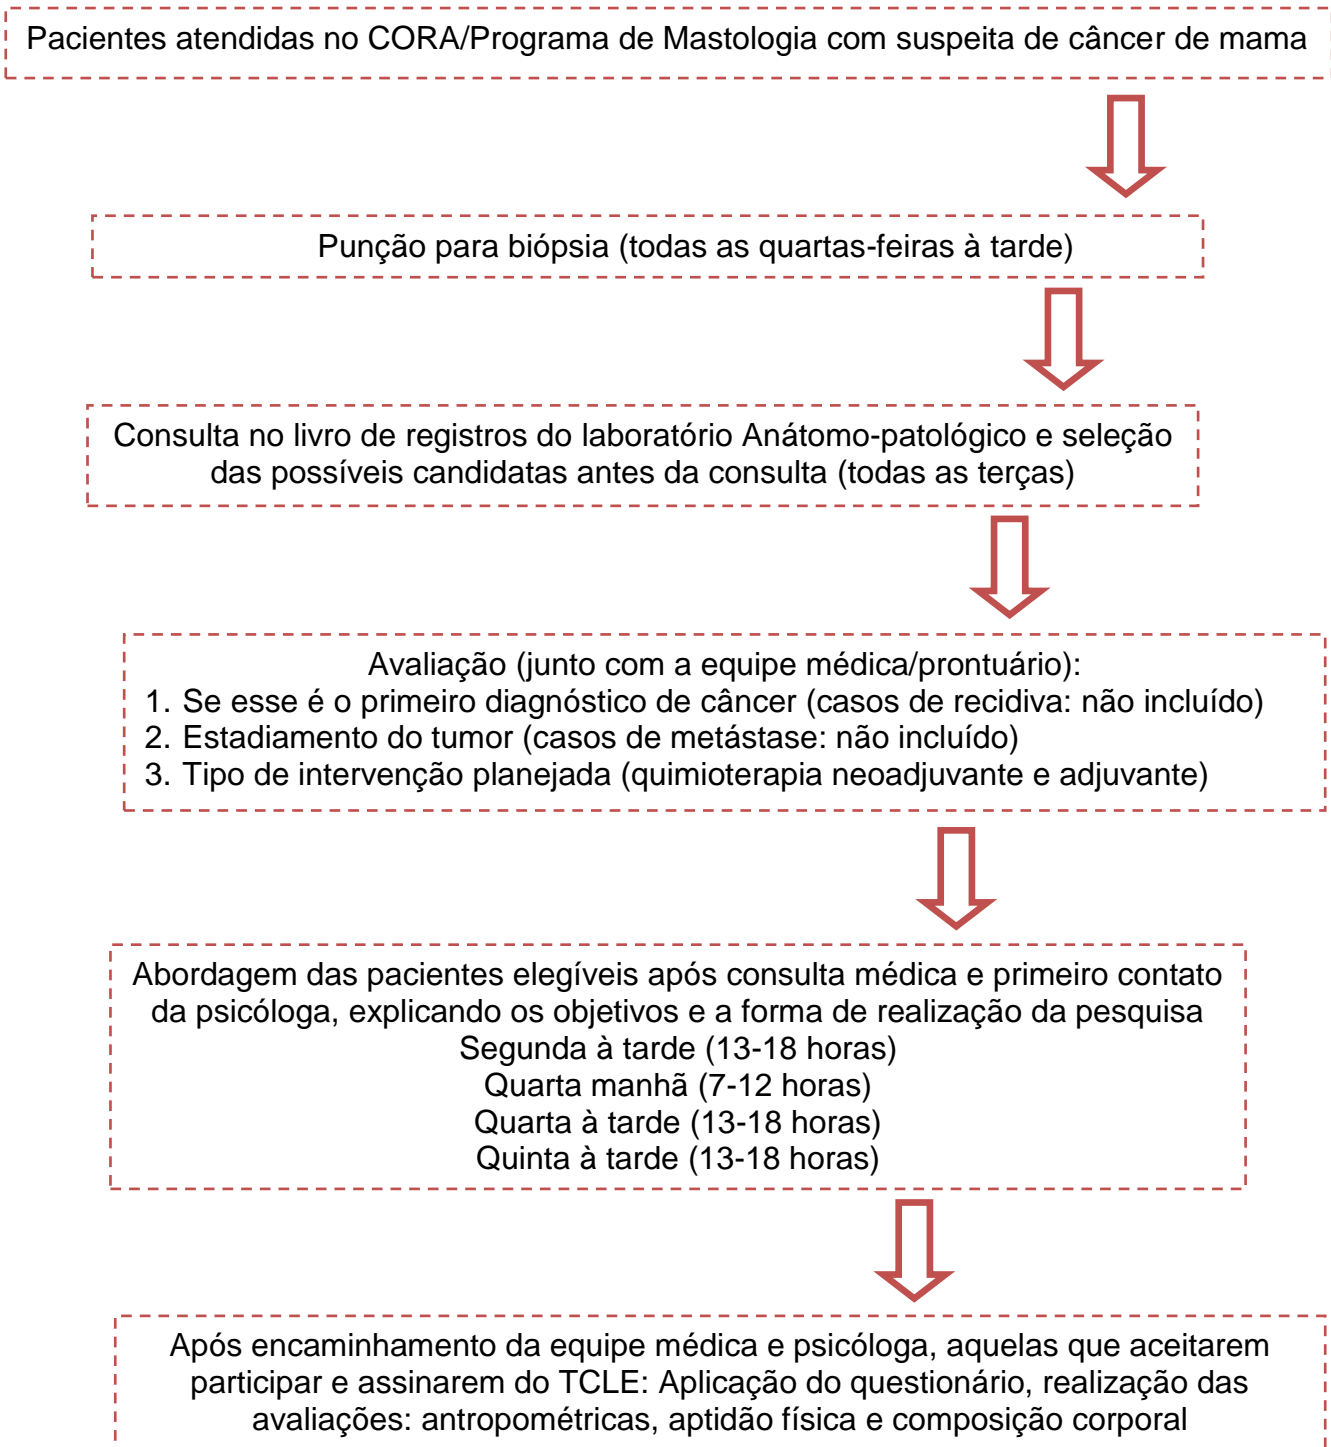 Pacientes atendidas no CORA/Programa de Mastologia com suspeita de câncer de mama
Punção para biópsia (todas as quartas-feiras à tarde)
Consulta no livro de registros do laboratório Anátomo-patológico e seleção
das possíveis candidatas antes da consulta (todas as terças)
Avaliação (junto com a equipe médica/prontuário):
1. Se esse é o primeiro diagnóstico de câncer (casos de recidiva: não incluído)
2. Estadiamento do tumor (casos de metástase: não incluído)
3. Tipo de intervenção planejada (quimioterapia neoadjuvante e adjuvante)
Abordagem das pacientes elegíveis após consulta médica e primeiro contato
da psicóloga, explicando os objetivos e a forma de realização da pesquisa
Segunda à tarde (13-18 horas)
Quarta manhã (7-12 horas)
Quarta à tarde (13-18 horas)
Quinta à tarde (13-18 horas)
Após encaminhamento da equipe médica e psicóloga, aquelas que aceitarem
participar e assinarem do TCLE: Aplicação do questionário, realização das
avaliações: antropométricas, aptidão física e composição corporal